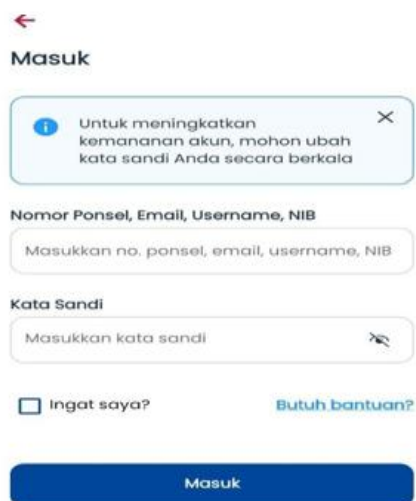 Masuk
Untuk meningkatkan
kemananan akun, mohon ubah
kata sandi Anda secara berkala
Nomor Ponsel, Email, Username, NIB
Masukkan no. ponsel, email, username, NIB
Kata Sandi
Masukkan kata sandi
Ingat saya? Butuh bantuan?
Masuk